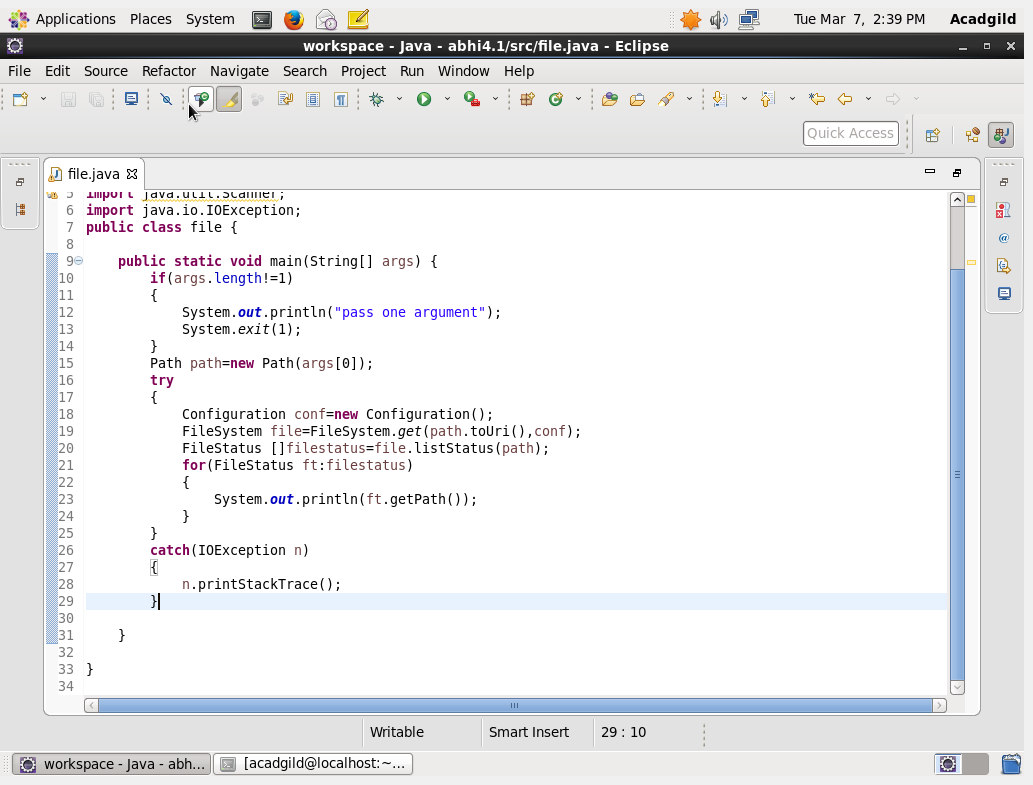 Applications Places System Tue Mar 7, 2:39 PM Acadgild
workspace - Java - abhi4.1/src/file.java - Eclipse
File Edit Source Refactor Navigate Search Project Run Window Help
Quick Access
file.java
5 import java.util.Scanner;
6 import java.io.IOException;
7 public class file {
8
9 public static void main(String[] args) {
10 if(args.length!=1)
11 {
12 System.out.println("pass one argument");
13 System.exit(1);
14 }
15 Path path=new Path(args[0]);
16 try
17 {
18 Configuration conf=new Configuration();
19 FileSystem file=FileSystem.get(path.toUri(),conf);
20 FileStatus []filestatus=file.listStatus(path);
21 for(FileStatus ft:filestatus)
22 {
23 System.out.println(ft.getPath());
24 }
25 }
26 catch(IOException n)
27 {
28 n.printStackTrace();
29 }
30
31 }
32
33 }
34
Writable Smart Insert 29 : 10
workspace - Java - abh... [acadgild@localhost:~...